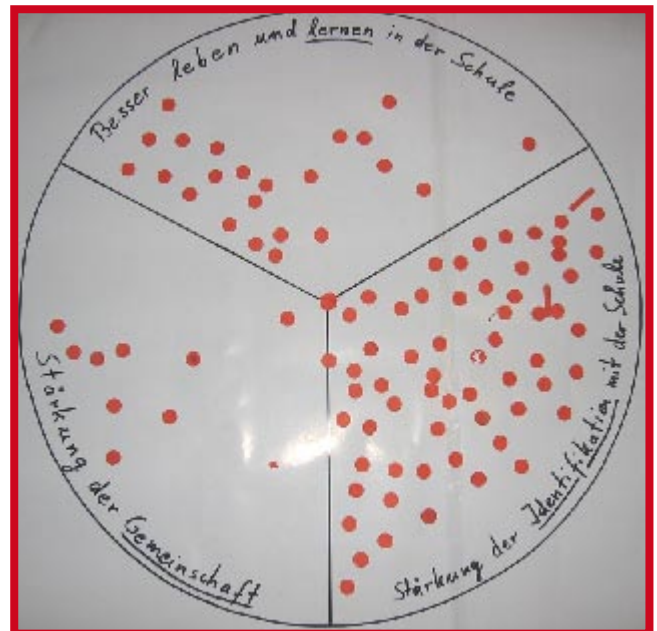 Besser leben und lernen in der Schule
Stärkung der Gemeinschaft
Stärkung der Identifikation mit der Schule